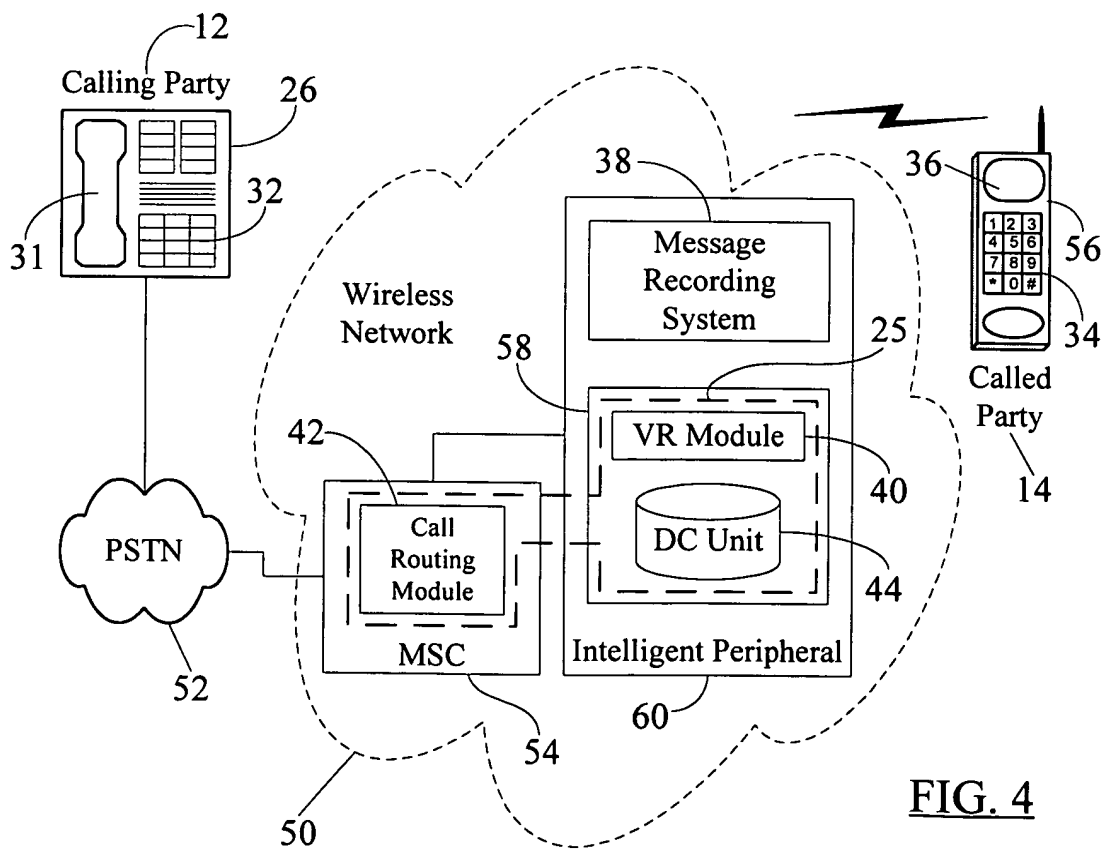 12
Calling Party
26
32
31
38
36
56
1 2 3
4 5 6
7 8 9
* 0 #
34
Message
Recording
System
Wireless
Network
58
25
Called
Party
14
42
VR Module
40
Call
Routing
Module
DC Unit
44
PSTN
MSC
Intelligent Peripheral
52
54
60
50
FIG. 4